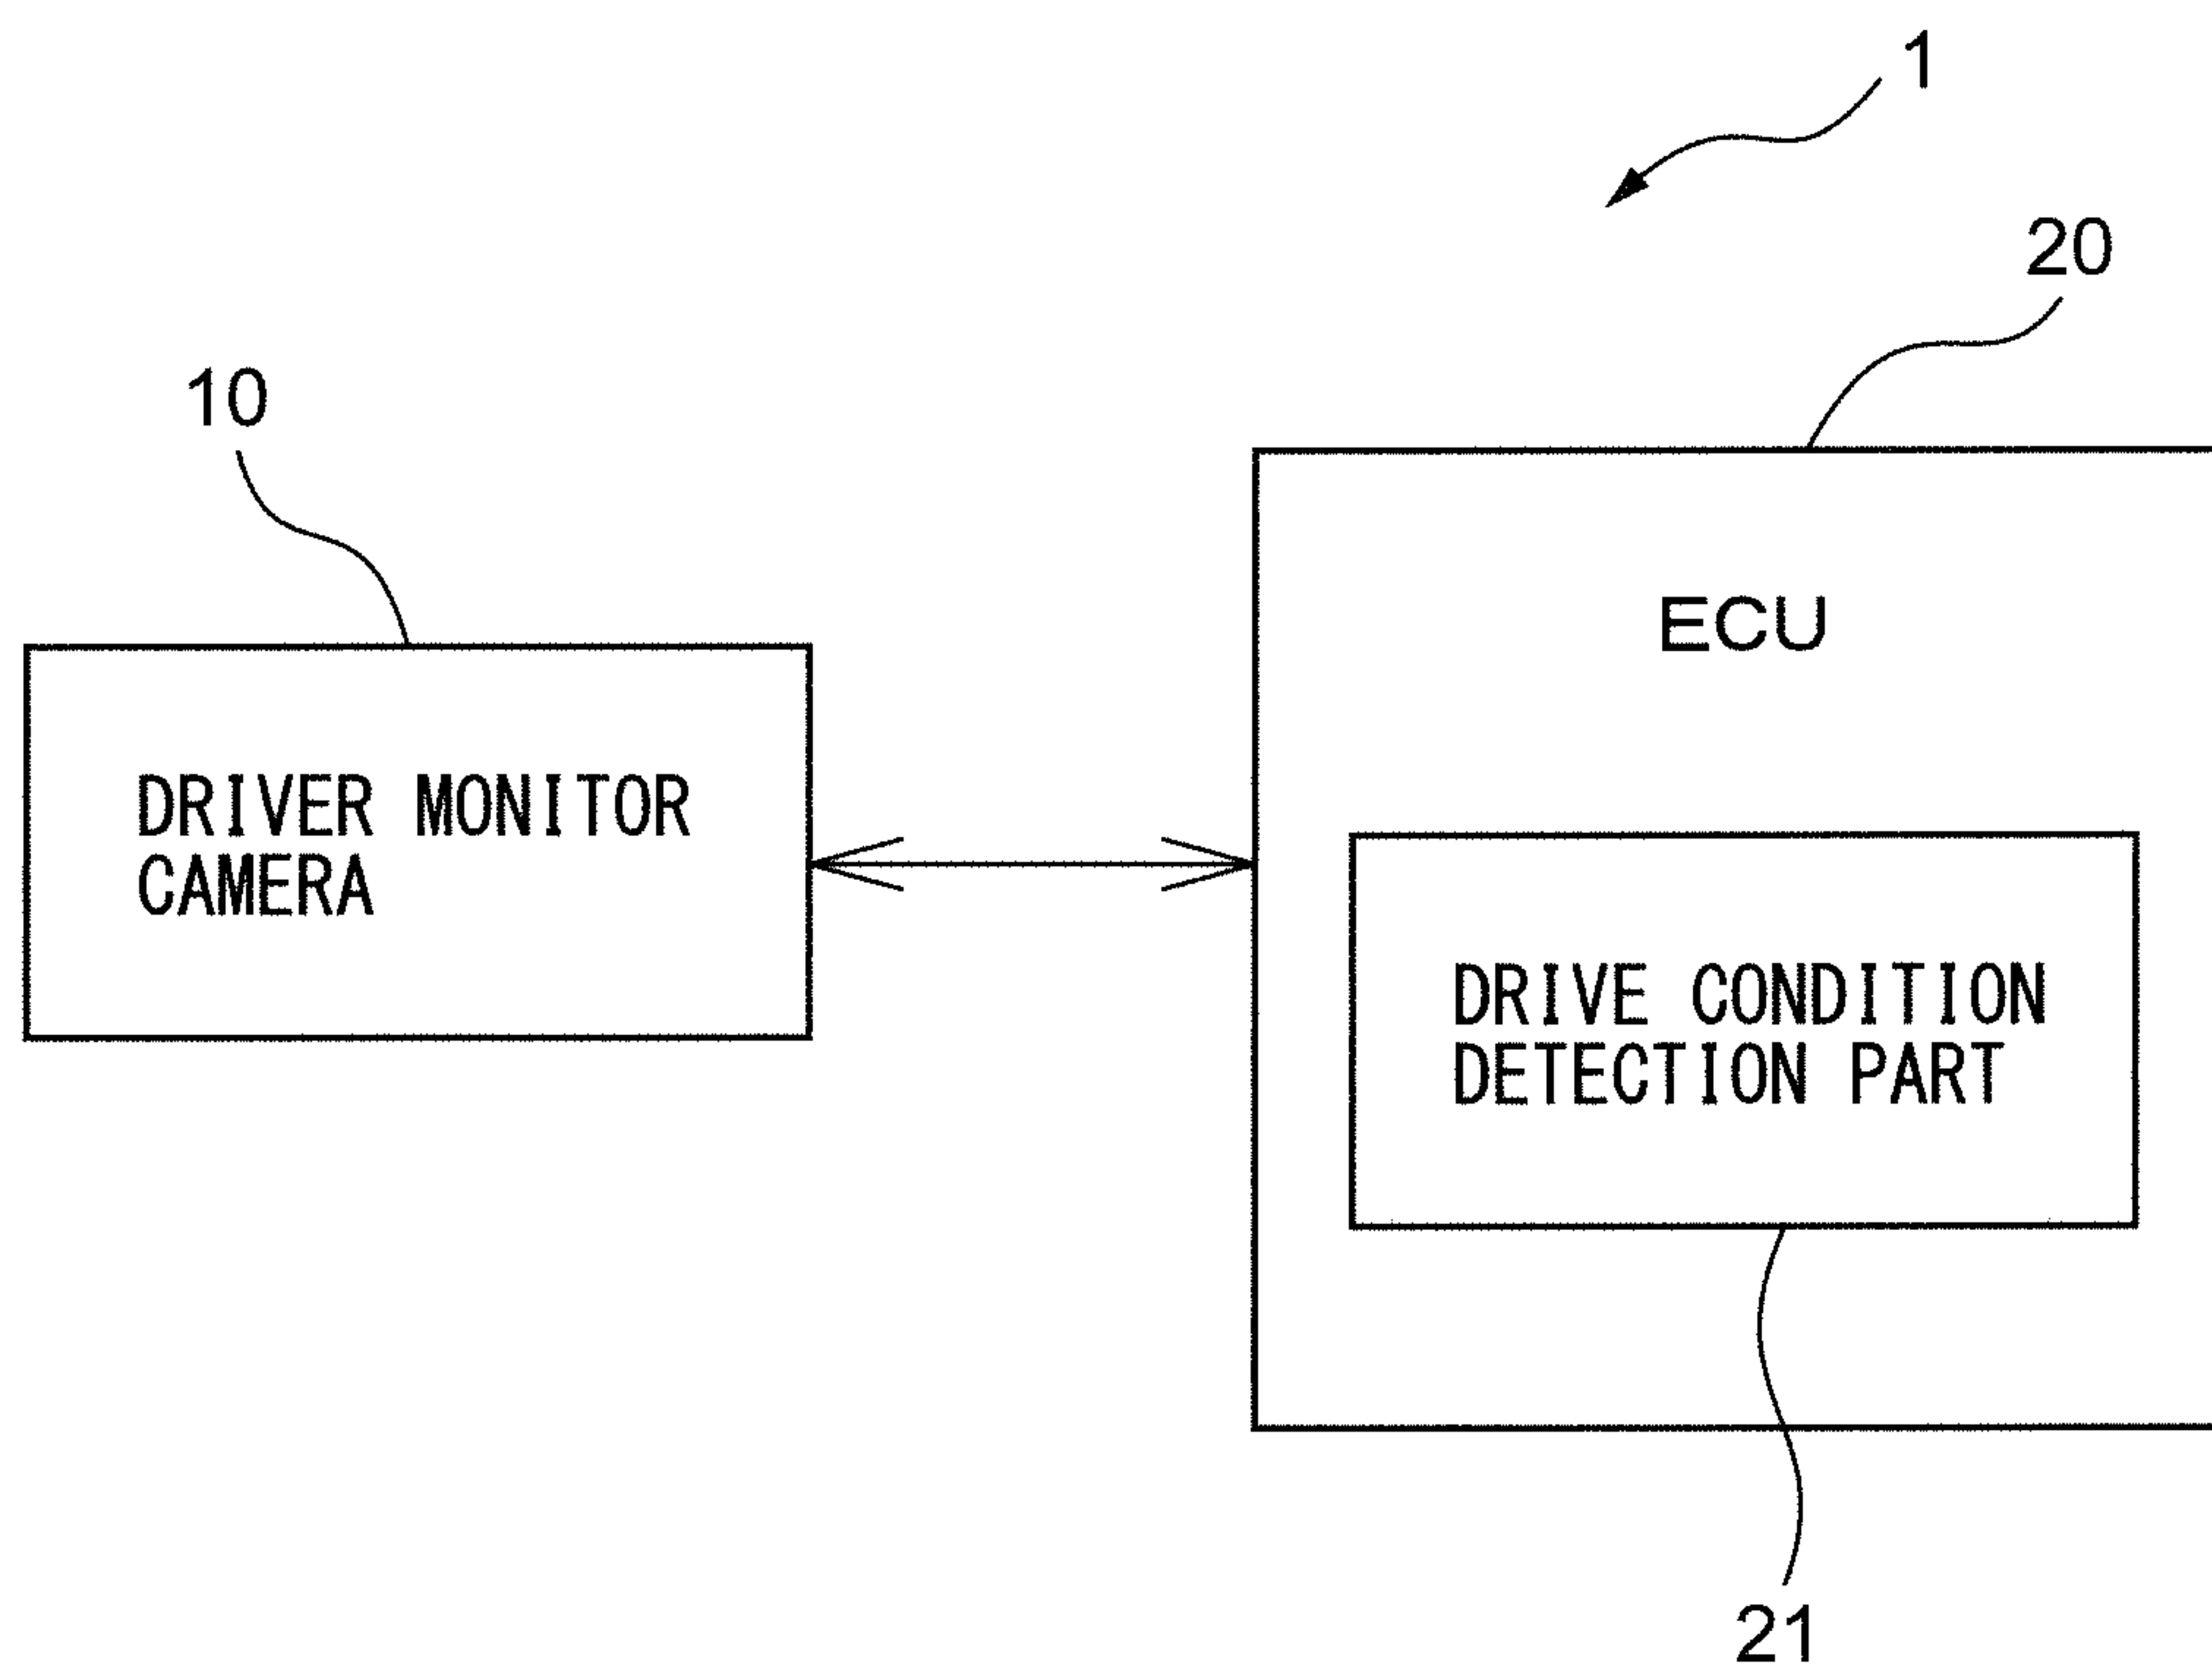 1
20
10
ECU
DRIVER MONITOR
CAMERA
DRIVE CONDITION
DETECTION PART
21